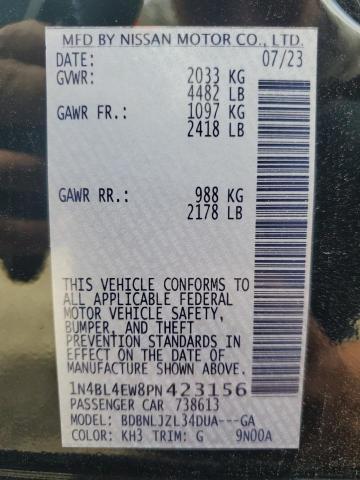 MFD BY NISSAN MOTOR CO., LTD.
DATE: 07/23
GVWR: 2033 KG
4482 LB
GAWR FR.: 1097 KG
2418 LB
GAWR RR.: 988 KG
2178 LB
THIS VEHICLE CONFORMS TO
ALL APPLICABLE FEDERAL
MOTOR VEHICLE SAFETY,
BUMPER, AND THEFT
PREVENTION STANDARDS IN
EFFECT ON THE DATE OF
MANUFACTURE SHOWN ABOVE.
1N4BL4EW8PN423156
PASSENGER CAR 738613
MODEL: BDBNLJZL34DUA---GA
COLOR: KH3 TRIM: G 9N00A